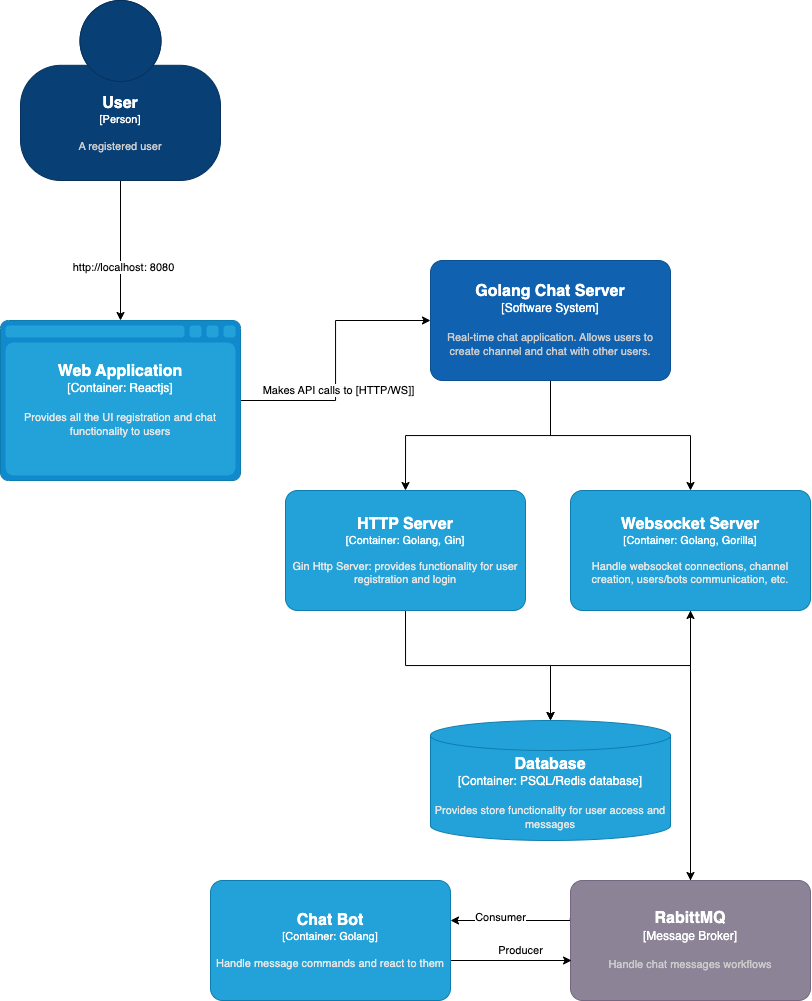 User
[Person]
A registered user
http://localhost: 8080
Golang Chat Server
[Software System]
Real-time chat application. Allows users to
create channel and chat with other users.
Web Application
[Container: Reactjs]
Provides all the UI registration and chat
functionality to users
Makes API calls to [HTTP/WS]]
HTTP Server
[Container: Golang, Gin]
Gin Http Server: provides functionality for user
registration and login
Websocket Server
[Container: Golang, Gorilla]
Handle websocket connections, channel
creation, users/bots communication, etc.
Database
[Container: PSQL/Redis database]
Provides store functionality for user access and
messages
Chat Bot
[Container: Golang]
Handle message commands and react to them
Consumer
Producer
RabittMQ
[Message Broker]
Handle chat messages workflows